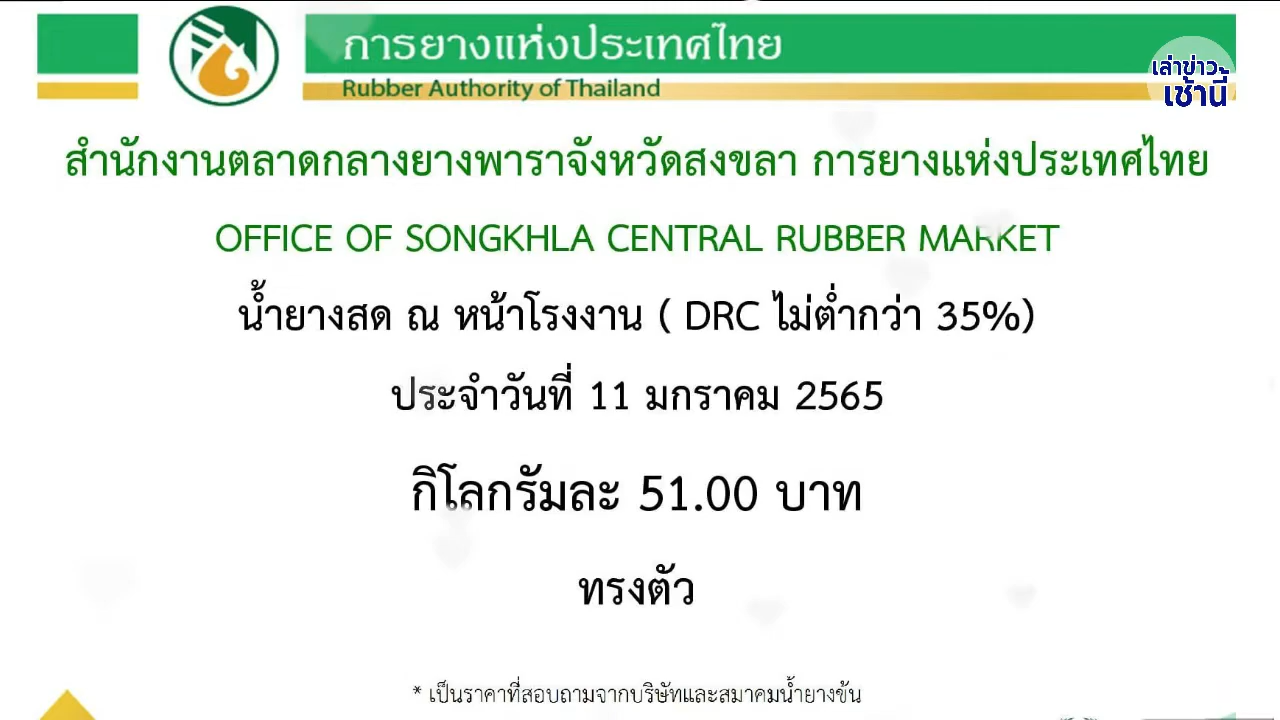 การยางแห่งประเทศไทย
Rubber Authority of Thailand
เล่าข่าว
เช้านี้
สำนักงานตลาดกลางยางพาราจังหวัดสงขลา การยางแห่งประเทศไทย
OFFICE OF SONGKHLA CENTRAL RUBBER MARKET
น้ำยางสด ณ หน้าโรงงาน ( DRC ไม่ต่ำกว่า 35%)
ประจำวันที่ 11 มกราคม 2565
กิโลกรัมละ 51.00 บาท
ทรงตัว
* เป็นราคาที่สอบถามจากบริษัทและสมาคมน้ำยางข้น